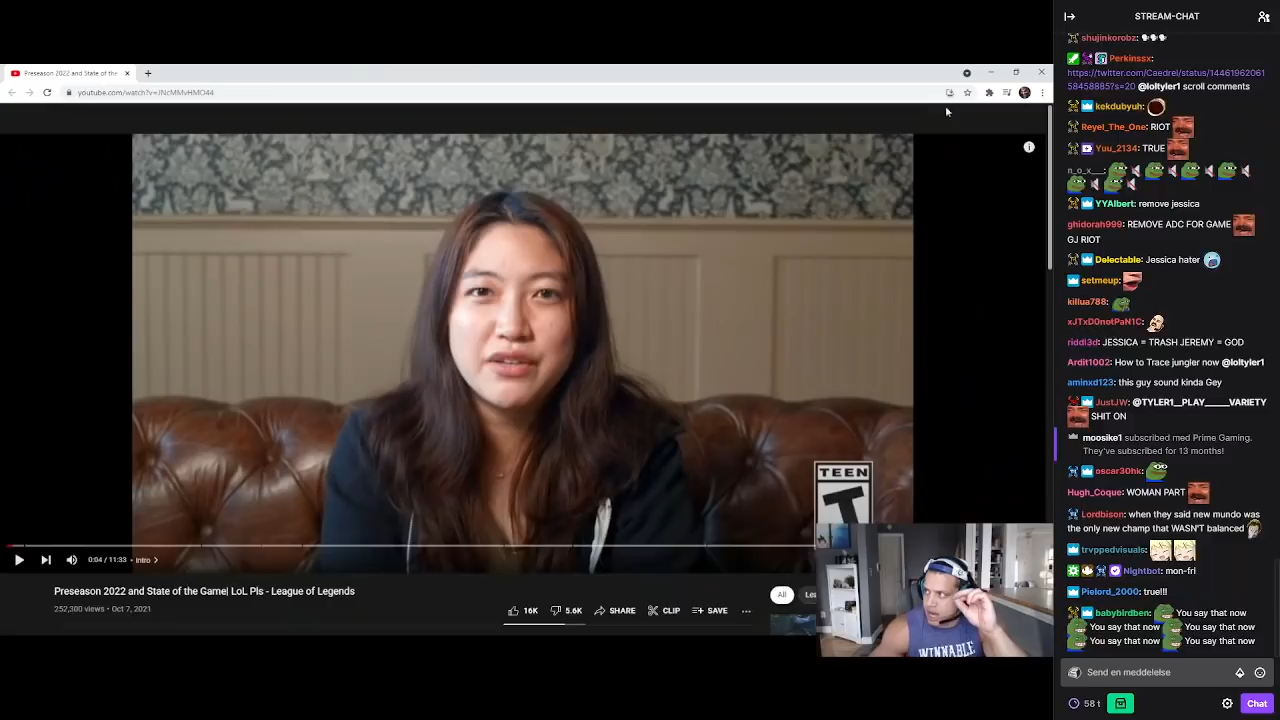 Preseason 2022 and State of the
youtube.com/watch?v=JNcMMvHMO44
TEEN
T
0:04 / 11:33 • Intro
Preseason 2022 and State of the Game| LoL Pls - League of Legends
252,300 views • Oct 7, 2021
16K
5.6K
SHARE
CLIP
SAVE
All
WINNABLE
STREAM-CHAT
shujinkorobz:
Perkinssx:
https://twitter.com/Caedrel/status/14461962061
58458885?s=20 @loltyler1 scroll comments
kekdubyuh:
Reyel_The_One: RIOT
Yuu_2134: TRUE
n_o_x___:
YYAlbert: remove jessica
ghidorah999: REMOVE ADC FOR GAME
GJ RIOT
Delectable: Jessica hater
setmeup:
killua788:
xJTxD0notPaN1C:
riddl3d: JESSICA = TRASH JEREMY = GOD
Ardit1002: How to Trace jungler now @loltyler1
aminxd123: this guy sound kinda Gey
JustJW: @TYLER1__PLAY_____VARIETY
SHIT ON
moosike1 subscribed med Prime Gaming.
They've subscribed for 13 months!
oscar30hk:
Hugh_Coque: WOMAN PART
Lordbison: when they said new mundo was
the only new champ that WASN'T balanced
trvppedvisuals:
Nightbot: mon-fri
Pielord_2000: true!!!
babybirdben: You say that now
You say that now You say that now
You say that now You say that now
Send en meddelelse
58 t
Chat